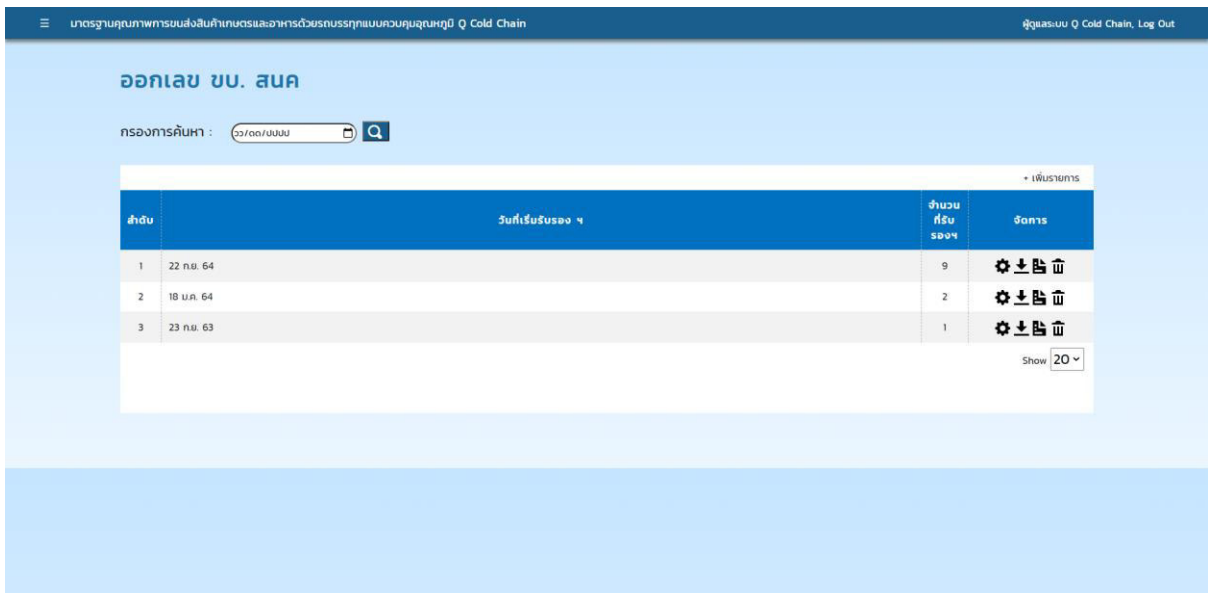 ☰ มาตรฐานคุณภาพการขนส่งสินค้าเกษตรและอาหารด้วยรถบรรทุกแบบควบคุมอุณหภูมิ Q Cold Chain ผู้ดูแลระบบ Q Cold Chain, Log Out
ออกเลข ขบ. สนค
กรองการค้นหา : วว/ดด/ปปปป
+ เพิ่มรายการ
ลำดับ วันที่เริ่มรับรอง ฯ จำนวน
ที่รับ
รองฯ
จัดการ
1 22 ก.ย. 64 9
2 18 ม.ค. 64 2
3 23 ก.ย. 63 1
Show 20